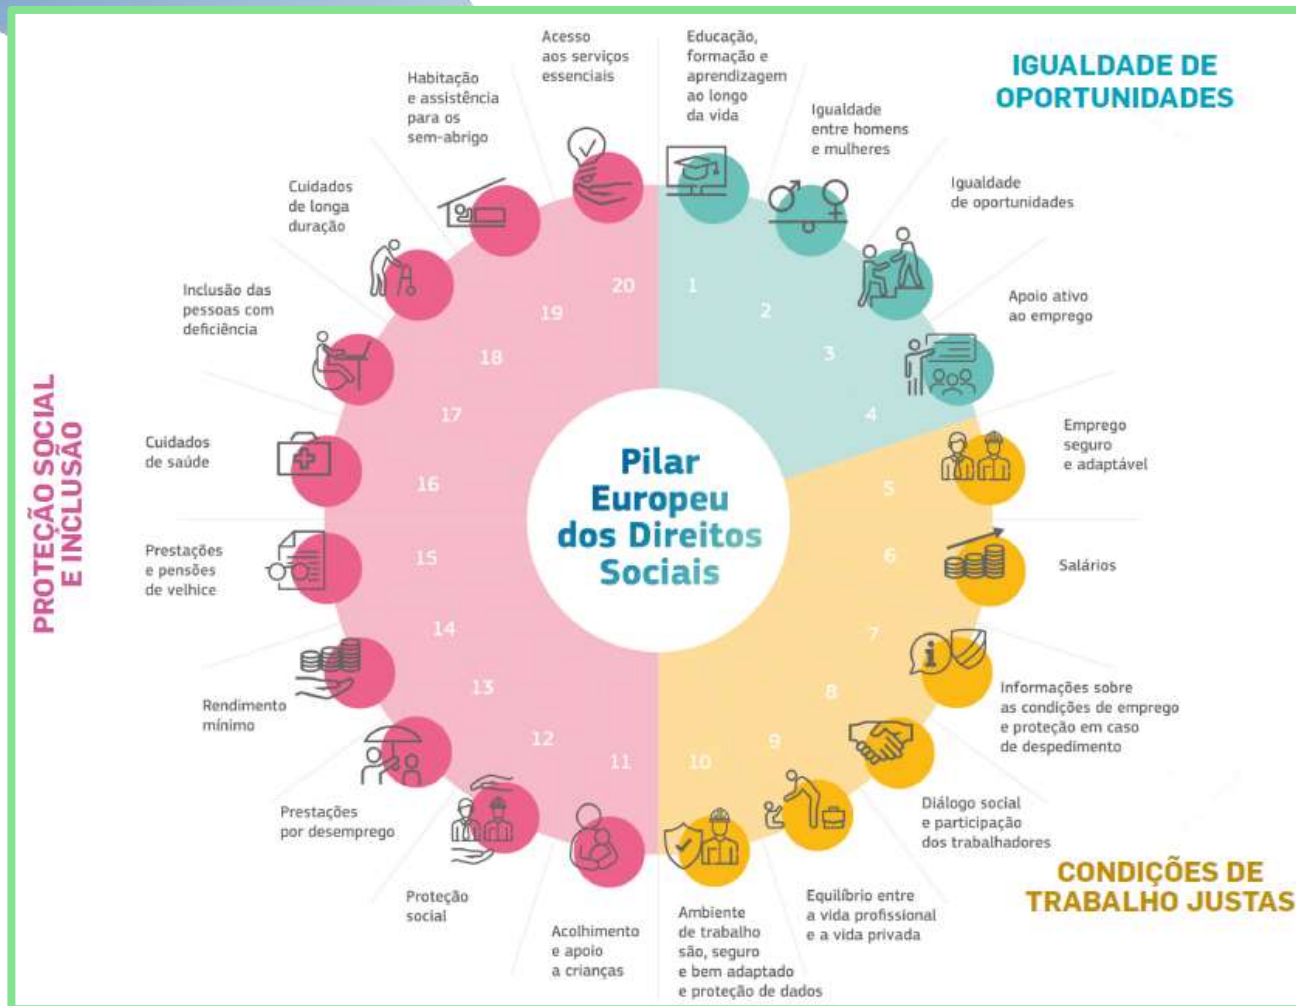 IGUALDADE DE
OPORTUNIDADES
Educação,
formação e
aprendizagem
ao longo
da vida
Igualdade
entre homens
e mulheres
Igualdade
de oportunidades
Apoio ativo
ao emprego
Emprego
seguro
e adaptável
Salários
Informações sobre
as condições de emprego
e proteção em caso
de despedimento
Diálogo social
e participação
dos trabalhadores
CONDIÇÕES DE
TRABALHO JUSTAS
Equilíbrio entre
a vida profissional
e a vida privada
Ambiente
de trabalho
são, seguro
e bem adaptado
e proteção de dados
Acolhimento
e apoio
a crianças
Proteção
social
Prestações
por desemprego
Rendimento
mínimo
Prestações
e pensões
de velhice
Cuidados
de saúde
Inclusão das
pessoas com
deficiência
Cuidados
de longa
duração
Habitação
e assistência
para os
sem-abrigo
Acesso
aos serviços
essenciais
PROTEÇÃO SOCIAL
E INCLUSÃO
1
2
3
4
5
6
7
8
9
10
11
12
13
14
15
16
17
18
19
20
Pilar
Europeu
dos Direitos
Sociais
i